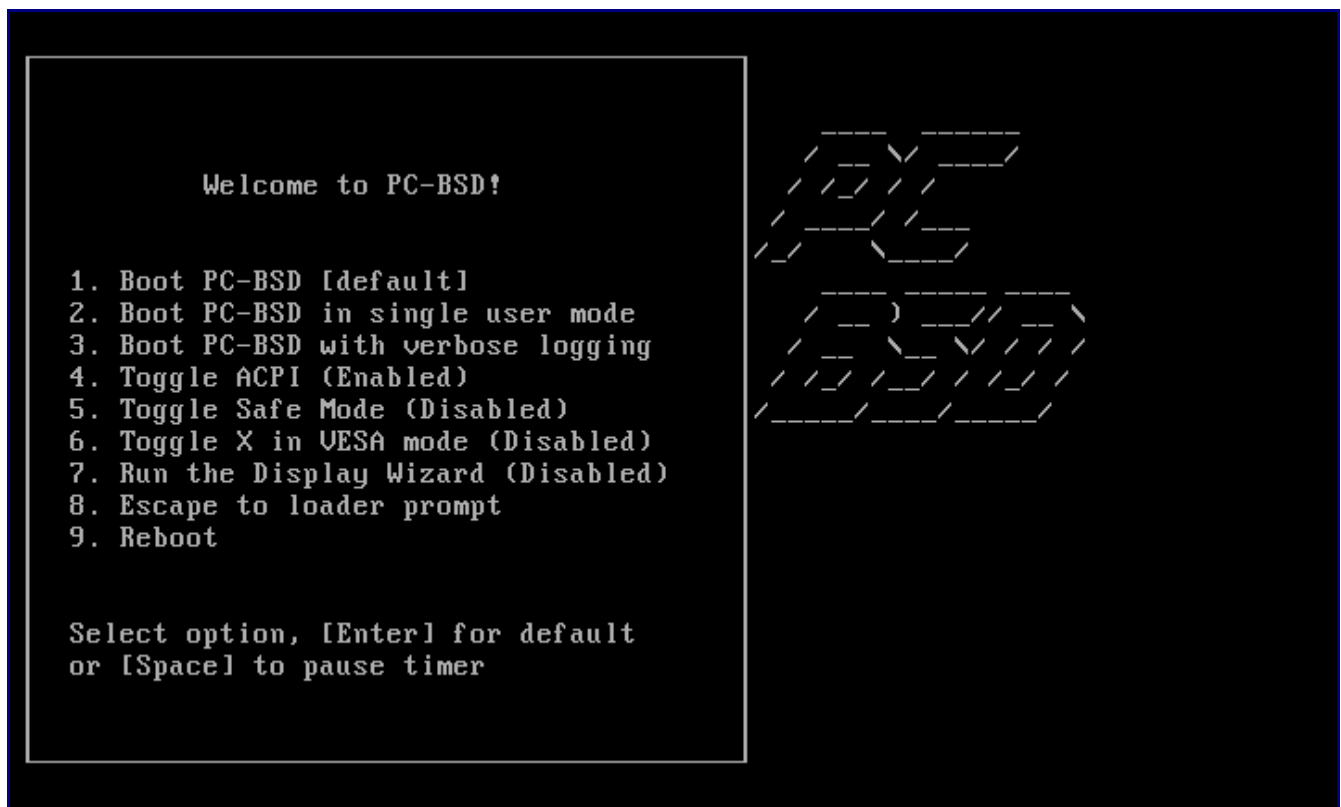 Welcome to PC-BSD!
1. Boot PC-BSD [default]
2. Boot PC-BSD in single user mode
3. Boot PC-BSD with verbose logging
4. Toggle ACPI (Enabled)
5. Toggle Safe Mode (Disabled)
6. Toggle X in VESA mode (Disabled)
7. Run the Display Wizard (Disabled)
8. Escape to loader prompt
9. Reboot
Select option, [Enter] for default
or [Space] to pause timer
PC
BSD